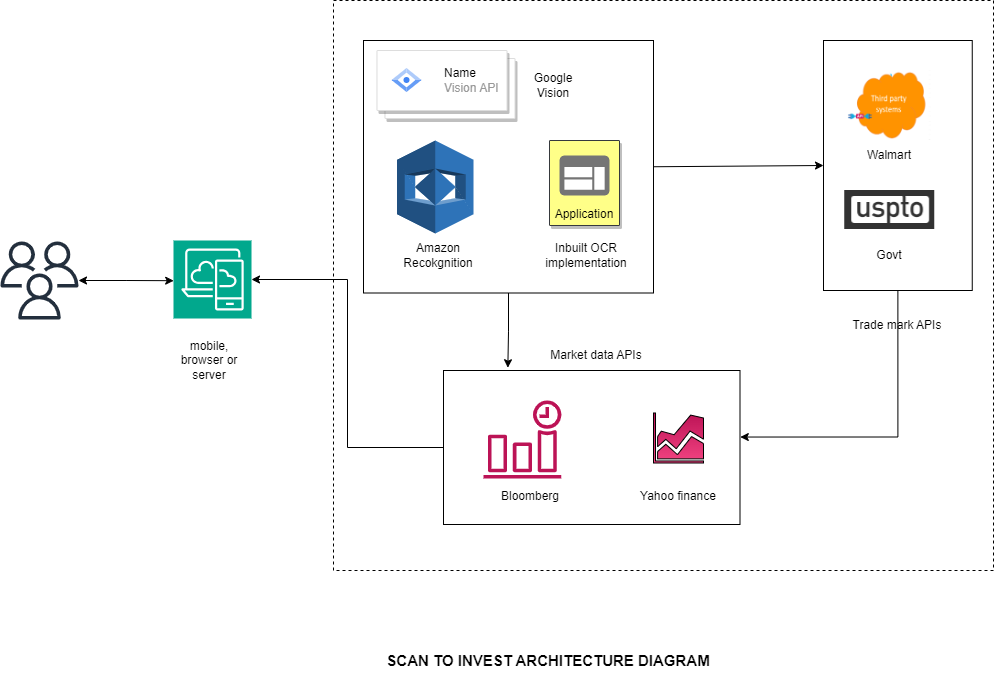 Name
Vision API
Google
Vision
Third party
systems
Walmart
Application
uspto
Amazon
Recokgnition
Inbuilt OCR
implementation
Govt
mobile,
browser or
server
Trade mark APIs
Market data APIs
Bloomberg
Yahoo finance
SCAN TO INVEST ARCHITECTURE DIAGRAM